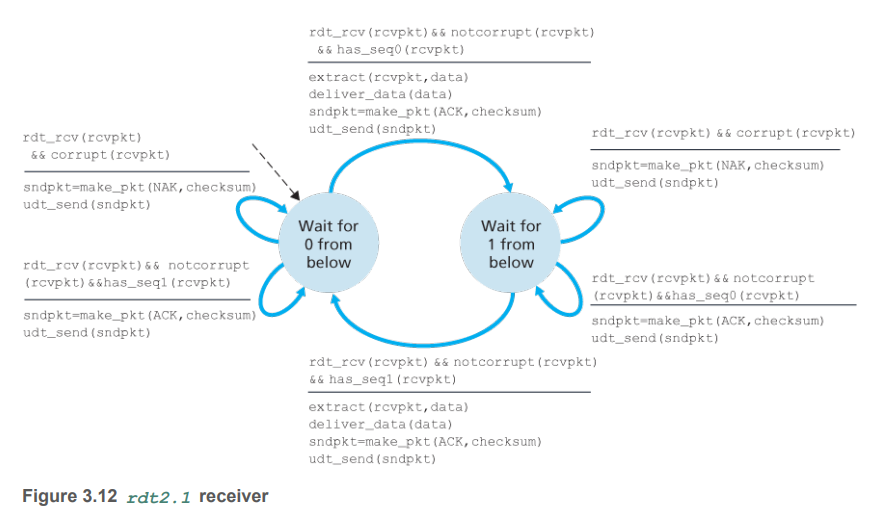 rdt_rcv(rcvpkt)&& notcorrupt(rcvpkt)
&& has_seq0(rcvpkt)
extract(rcvpkt,data)
deliver_data(data)
sndpkt=make_pkt(ACK,checksum)
udt_send(sndpkt)
rdt_rcv(rcvpkt)
&& corrupt(rcvpkt)
sndpkt=make_pkt(NAK,checksum)
udt_send(sndpkt)
rdt_rcv(rcvpkt) && corrupt(rcvpkt)
sndpkt=make_pkt(NAK,checksum)
udt_send(sndpkt)
Wait for
0 from
below
Wait for
1 from
below
rdt_rcv(rcvpkt)&& notcorrupt
(rcvpkt)&&has_seq1(rcvpkt)
sndpkt=make_pkt(ACK,checksum)
udt_send(sndpkt)
rdt_rcv(rcvpkt)&& notcorrupt
(rcvpkt)&&has_seq0(rcvpkt)
sndpkt=make_pkt(ACK,checksum)
udt_send(sndpkt)
rdt_rcv(rcvpkt) && notcorrupt(rcvpkt)
&& has_seq1(rcvpkt)
extract(rcvpkt,data)
deliver_data(data)
sndpkt=make_pkt(ACK,checksum)
udt_send(sndpkt)
Figure 3.12 rdt2.1 receiver